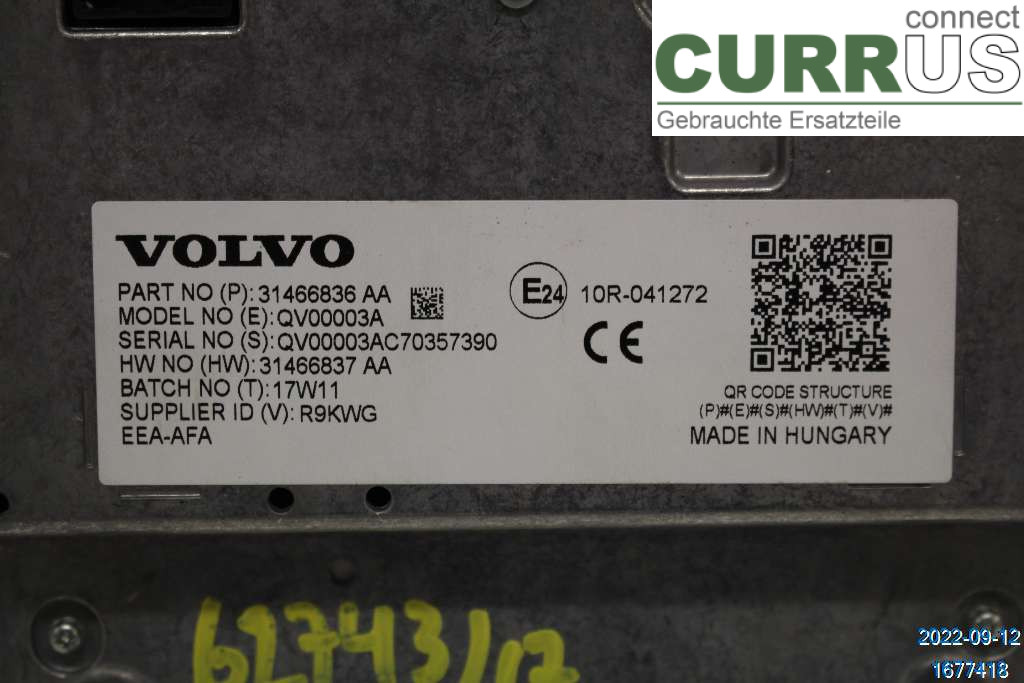 connect
CURRUS
Gebrauchte Ersatzteile
VOLVO
PART NO (P): 31466836 AA
MODEL NO (E): QV00003A
SERIAL NO (S): QV00003AC70357390
HW NO (HW): 31466837 AA
BATCH NO (T): 17W11
SUPPLIER ID (V): R9KWG
EEA-AFA
E24 10R-041272
CE
QR CODE STRUCTURE
(P)#(E)#(S)#(HW)#(T)#(V)#
MADE IN HUNGARY
62743/17
2022-09-12
1677418